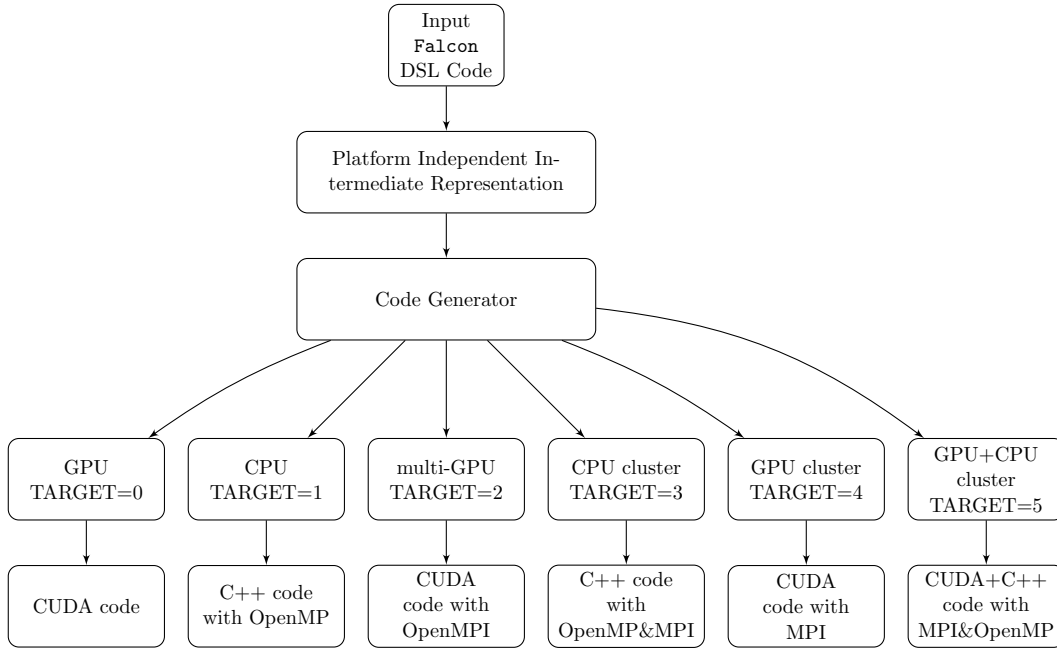 Input
Falcon
DSL Code
Platform Independent In-
termediate Representation
Code Generator
GPU
TARGET=0
CPU
TARGET=1
multi-GPU
TARGET=2
CPU cluster
TARGET=3
GPU cluster
TARGET=4
GPU+CPU
cluster
TARGET=5
CUDA code
C++ code
with OpenMP
CUDA
code with
OpenMPI
C++ code
with
OpenMP&MPI
CUDA
code with
MPI
CUDA+C++
code with
MPI&OpenMP